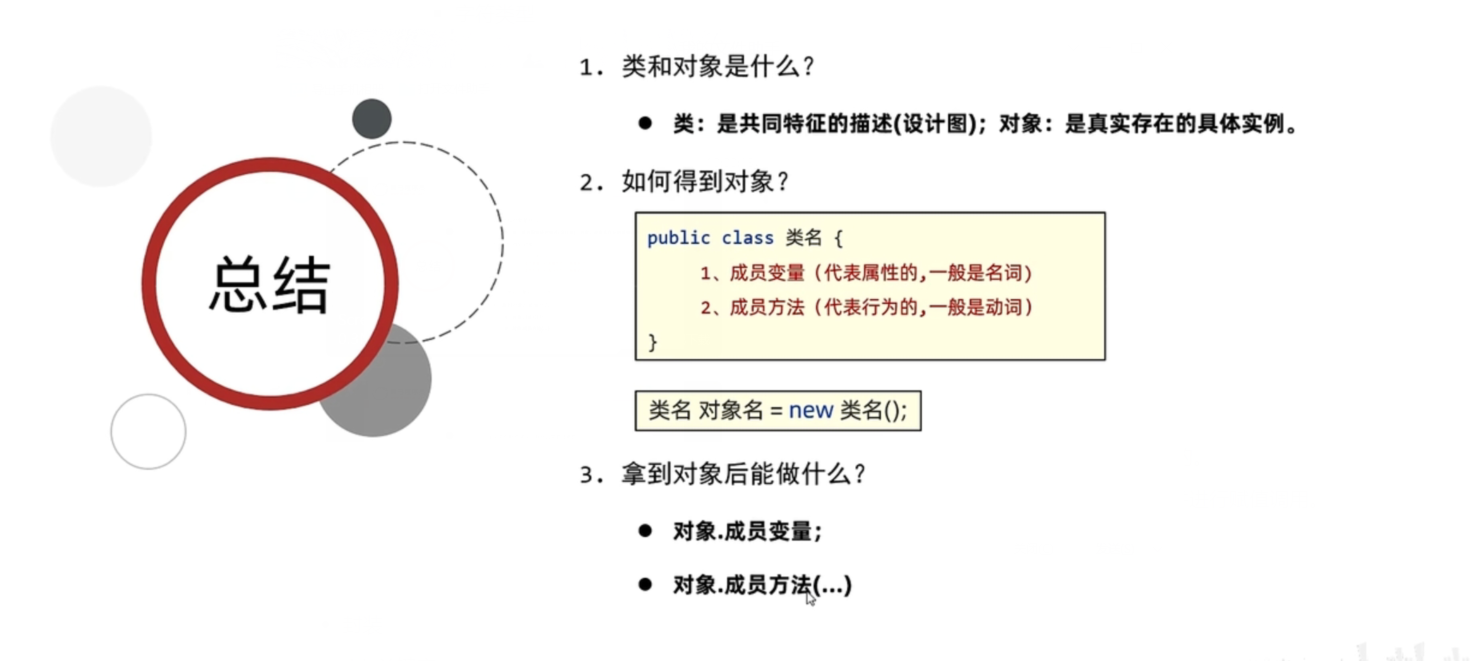 总结
1. 类和对象是什么？
● 类：是共同特征的描述(设计图)；对象：是真实存在的具体实例。
2. 如何得到对象？
public class 类名 {
1、成员变量（代表属性的,一般是名词）
2、成员方法（代表行为的,一般是动词）
}
类名 对象名 = new 类名();
3. 拿到对象后能做什么？
● 对象.成员变量；
● 对象.成员方法(...)